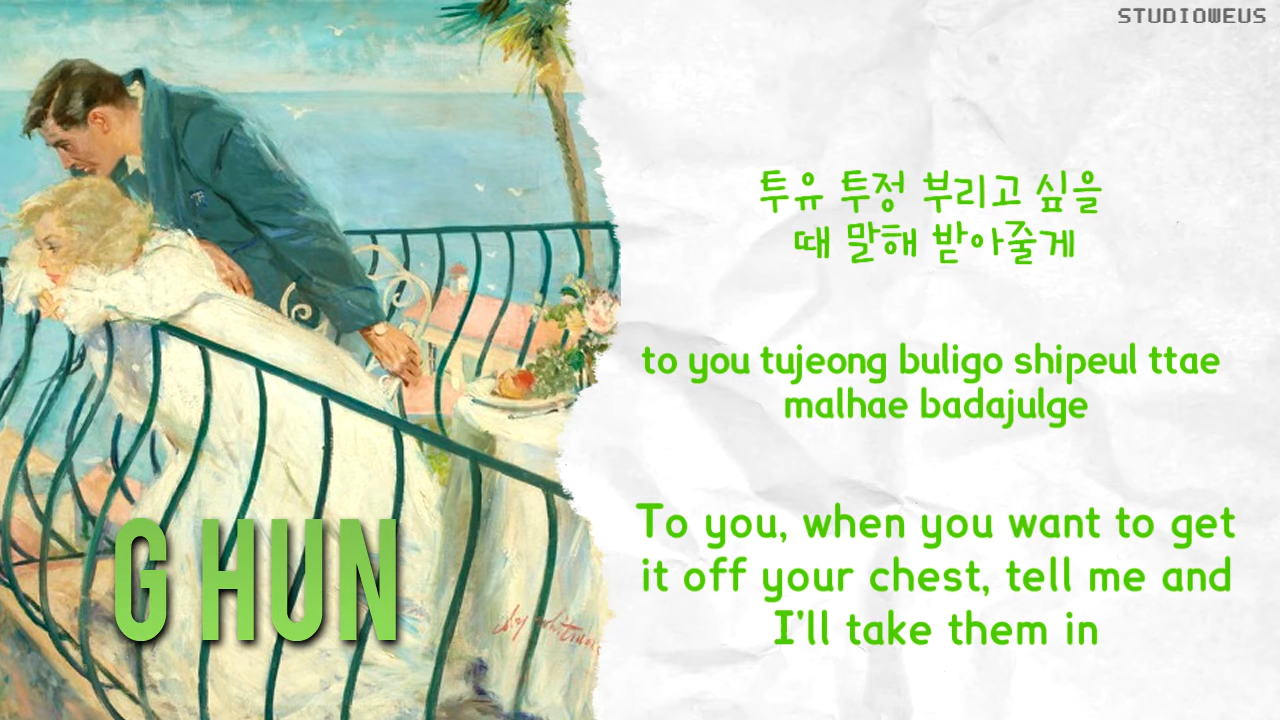 STUDIOWEUS
투유 투정 부리고 싶을
때 말해 받아줄게
to you tujeong buligo shipeul ttae
malhae badajulge
To you, when you want to get
it off your chest, tell me and
I'll take them in
G HUN